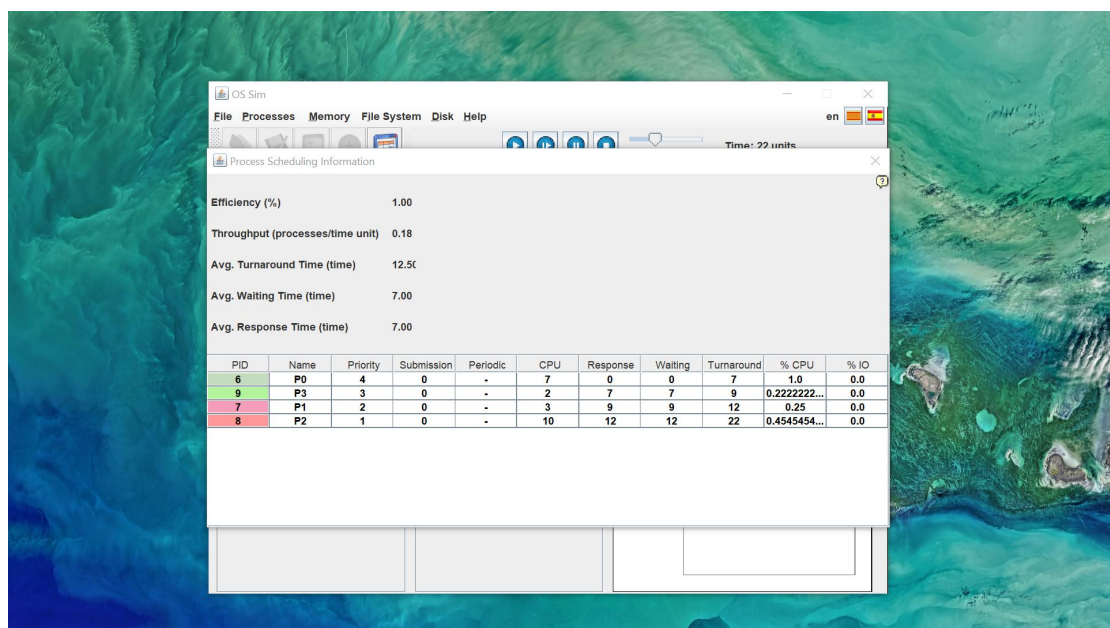 OS Sim
File Processes Memory File System Disk Help en
Time: 22 units
Process Scheduling Information
?
Efficiency (%) 1.00
Throughput (processes/time unit) 0.18
Avg. Turnaround Time (time) 12.50
Avg. Waiting Time (time) 7.00
Avg. Response Time (time) 7.00
PID Name Priority Submission Periodic CPU Response Waiting Turnaround % CPU % IO
6 P0 4 0 - 7 0 0 7 1.0 0.0
9 P3 3 0 - 2 7 7 9 0.2222222... 0.0
7 P1 2 0 - 3 9 9 12 0.25 0.0
8 P2 1 0 - 10 12 12 22 0.4545454... 0.0